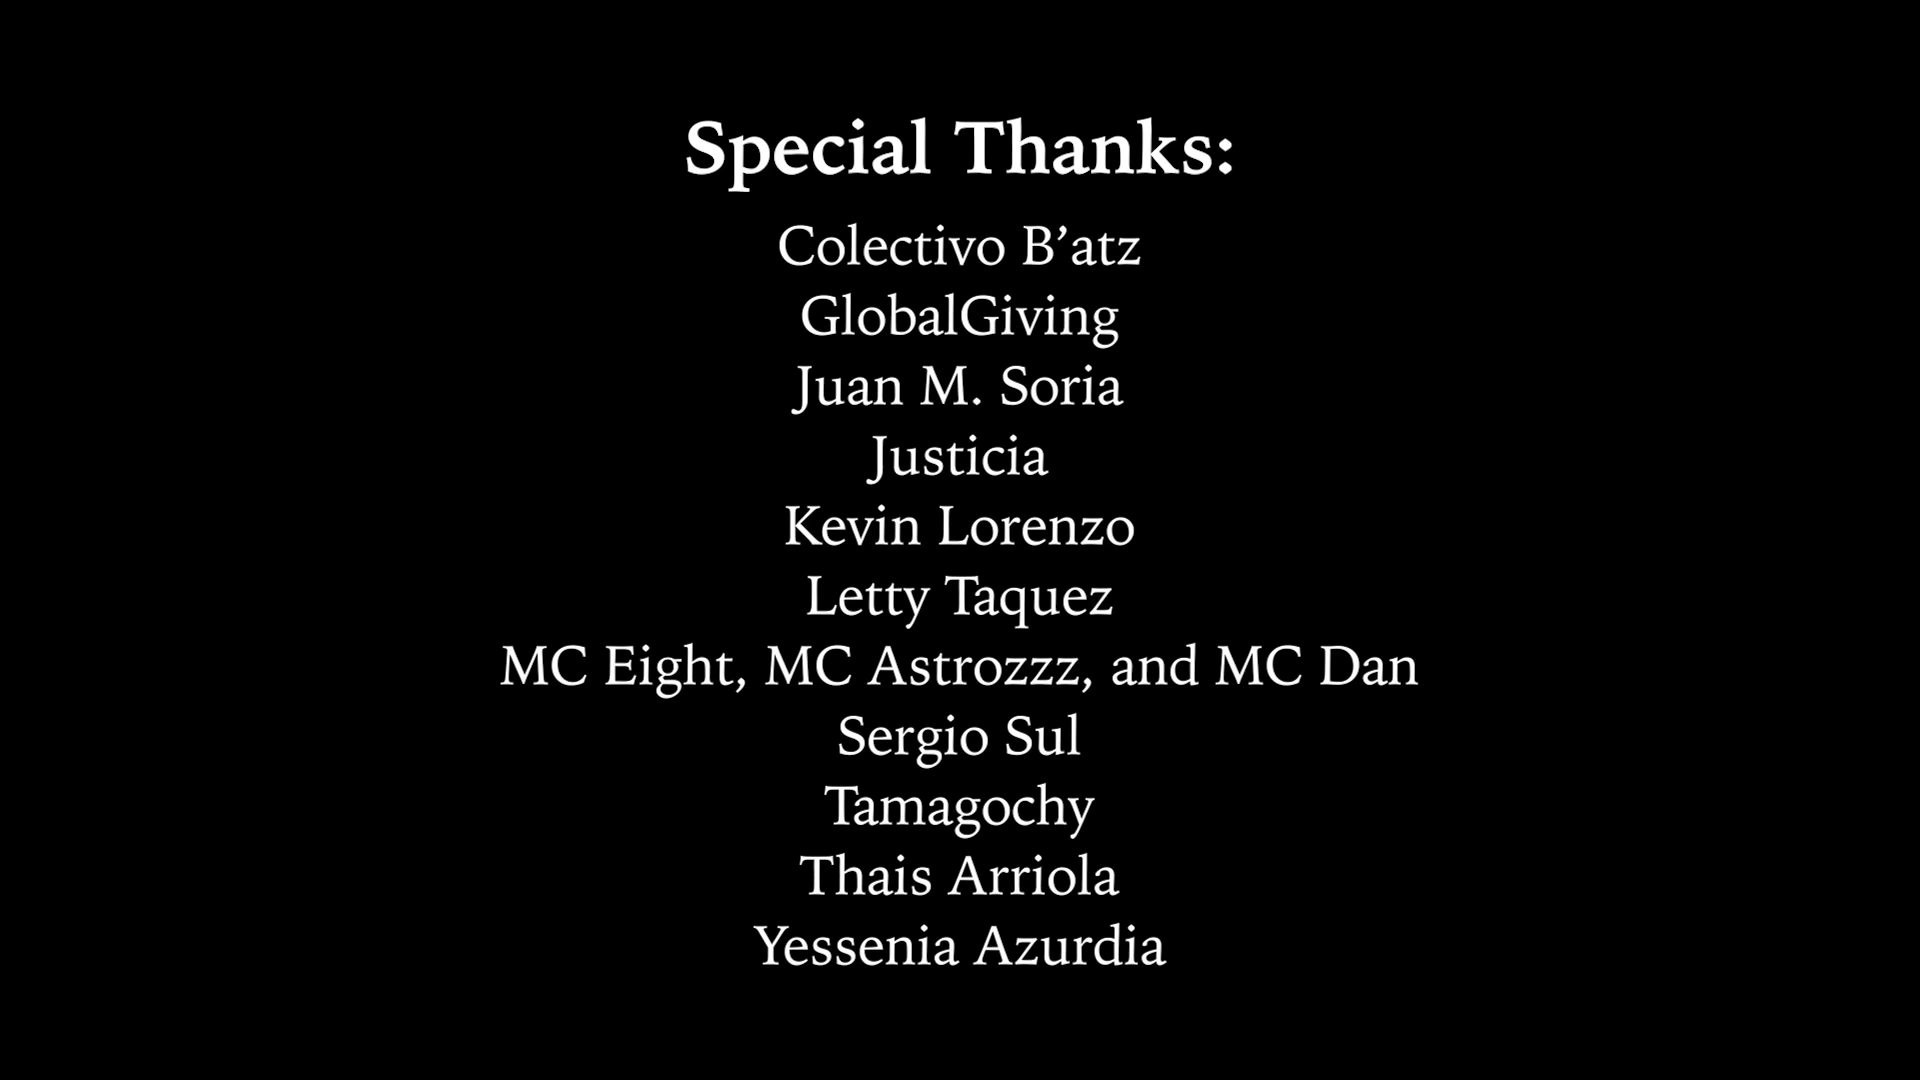 Special Thanks:
Colectivo B’atz
GlobalGiving
Juan M. Soria
Justicia
Kevin Lorenzo
Letty Taquez
MC Eight, MC Astrozzz, and MC Dan
Sergio Sul
Tamagochy
Thais Arriola
Yessenia Azurdia